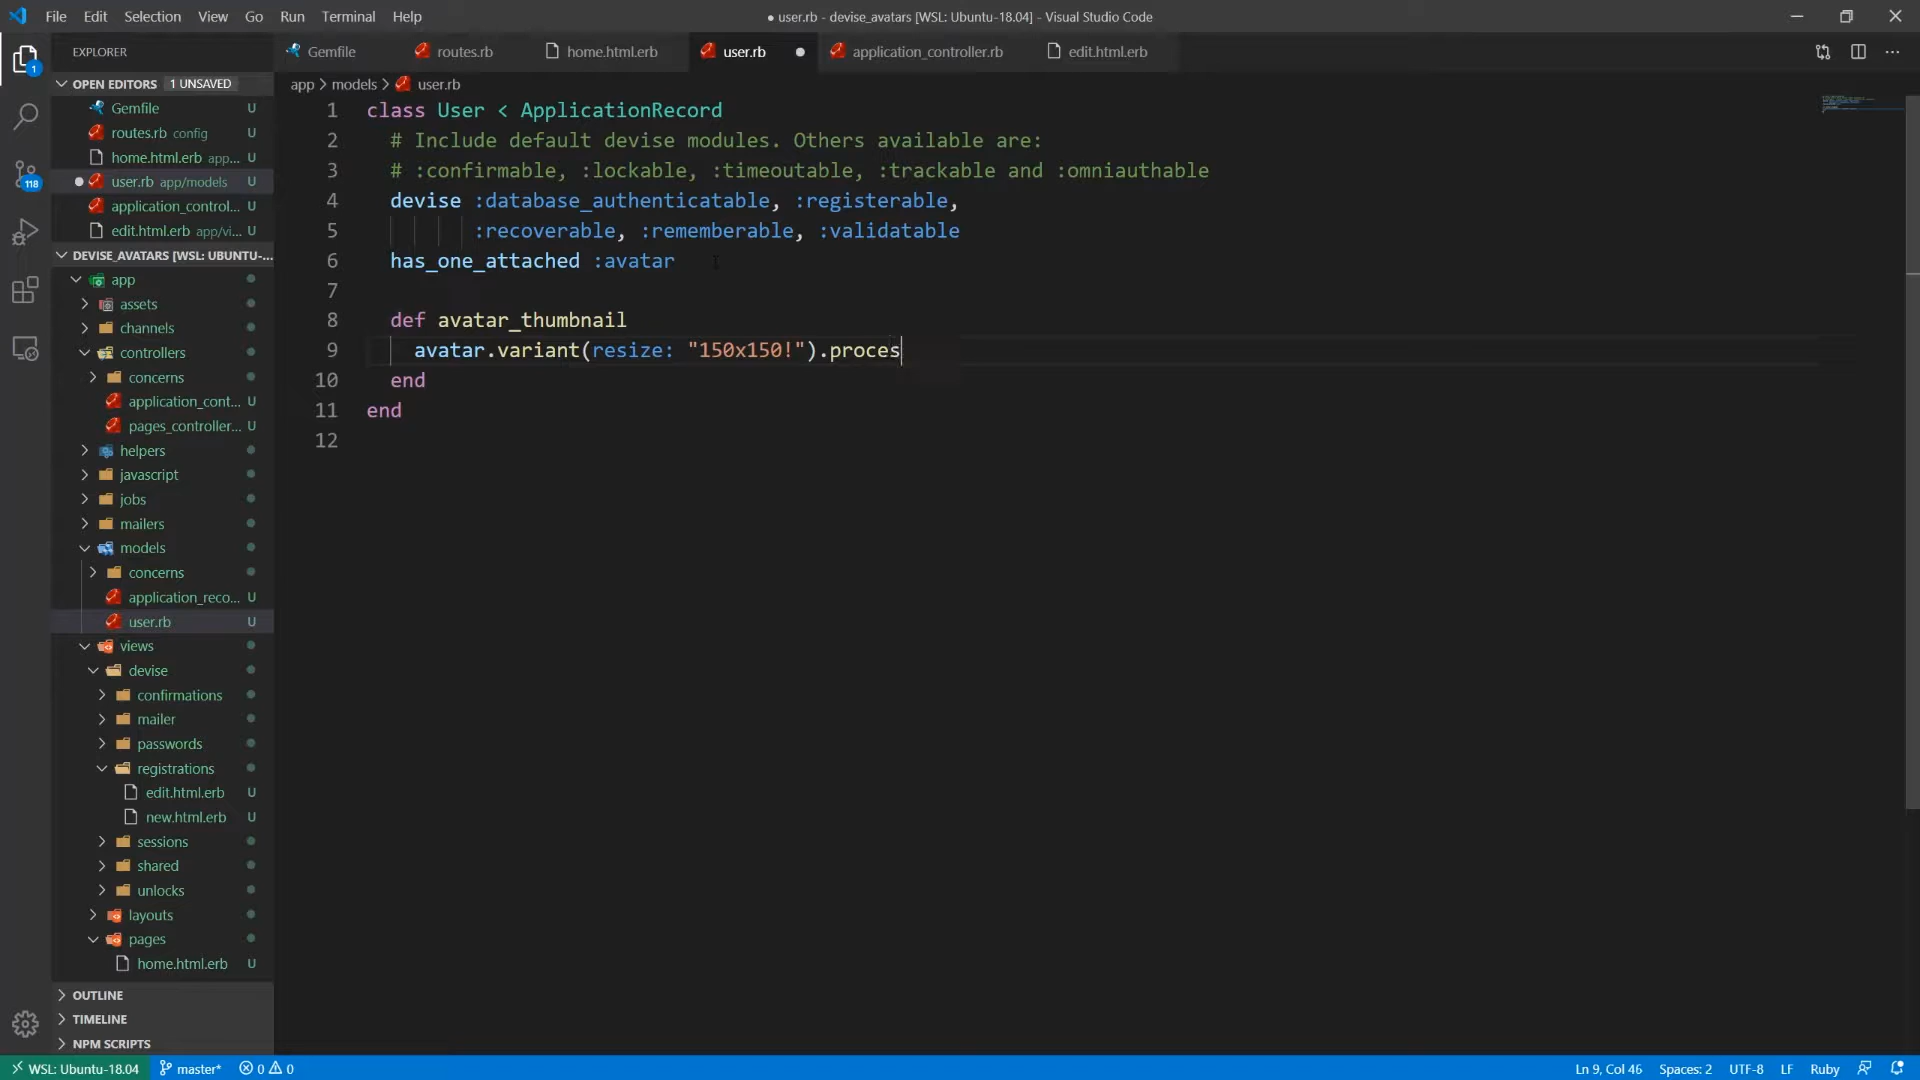 File Edit Selection View Go Run Terminal Help
● user.rb - devise_avatars [WSL: Ubuntu-18.04] - Visual Studio Code
EXPLORER
Gemfile routes.rb home.html.erb user.rb ● application_controller.rb edit.html.erb
OPEN EDITORS 1 UNSAVED
Gemfile U
routes.rb config U
home.html.erb app... U
● user.rb app/models U
application_control... U
edit.html.erb app/vi... U
DEVISE_AVATARS [WSL: UBUNTU-...
app
assets
channels
controllers
concerns
application_cont... U
pages_controller... U
helpers
javascript
jobs
mailers
models
concerns
application_reco... U
user.rb U
views
devise
confirmations
mailer
passwords
registrations
edit.html.erb U
new.html.erb U
sessions
shared
unlocks
layouts
pages
home.html.erb U
OUTLINE
TIMELINE
NPM SCRIPTS
1
118
app > models > user.rb
1 class User < ApplicationRecord
2 # Include default devise modules. Others available are:
3 # :confirmable, :lockable, :timeoutable, :trackable and :omniauthable
4 devise :database_authenticatable, :registerable,
5 :recoverable, :rememberable, :validatable
6 has_one_attached :avatar
7
8 def avatar_thumbnail
9 avatar.variant(resize: "150x150!").proces
10 end
11 end
12
WSL: Ubuntu-18.04 master* 0 0 Ln 9, Col 46 Spaces: 2 UTF-8 LF Ruby